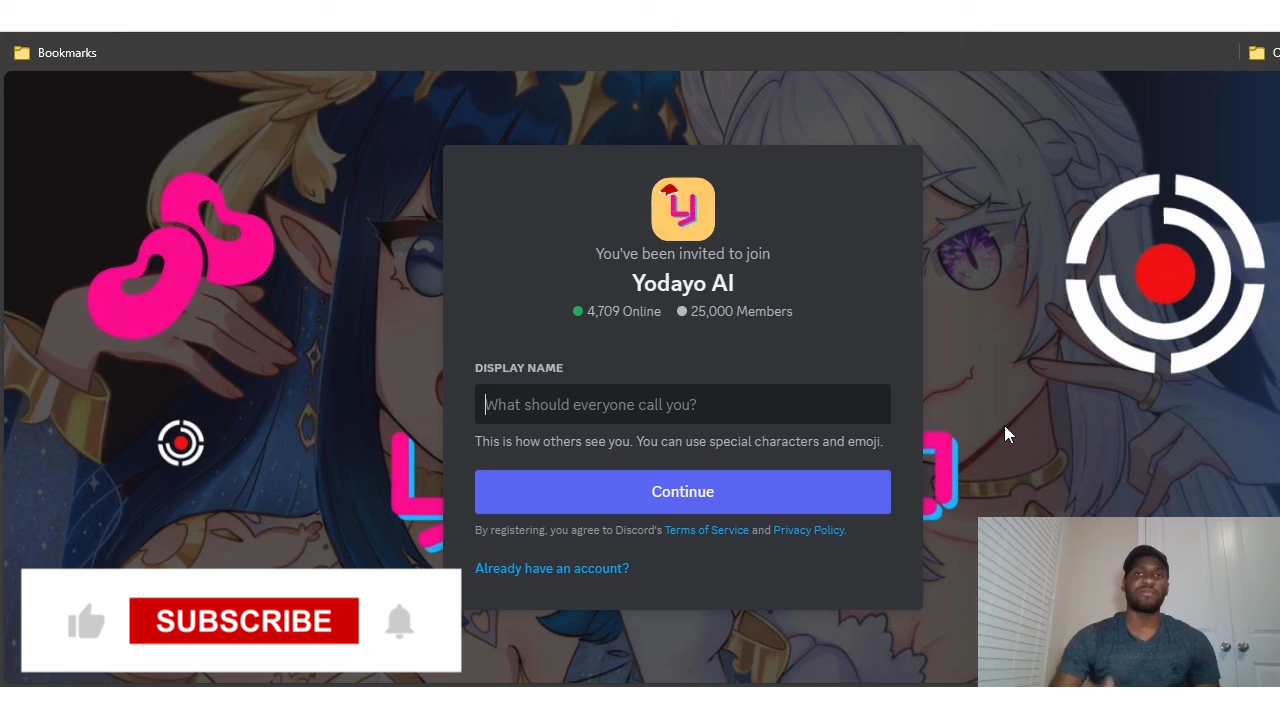 Bookmarks
You've been invited to join
Yodayo AI
4,709 Online 25,000 Members
DISPLAY NAME
What should everyone call you?
This is how others see you. You can use special characters and emoji.
Continue
By registering, you agree to Discord's Terms of Service and Privacy Policy.
Already have an account?
SUBSCRIBE